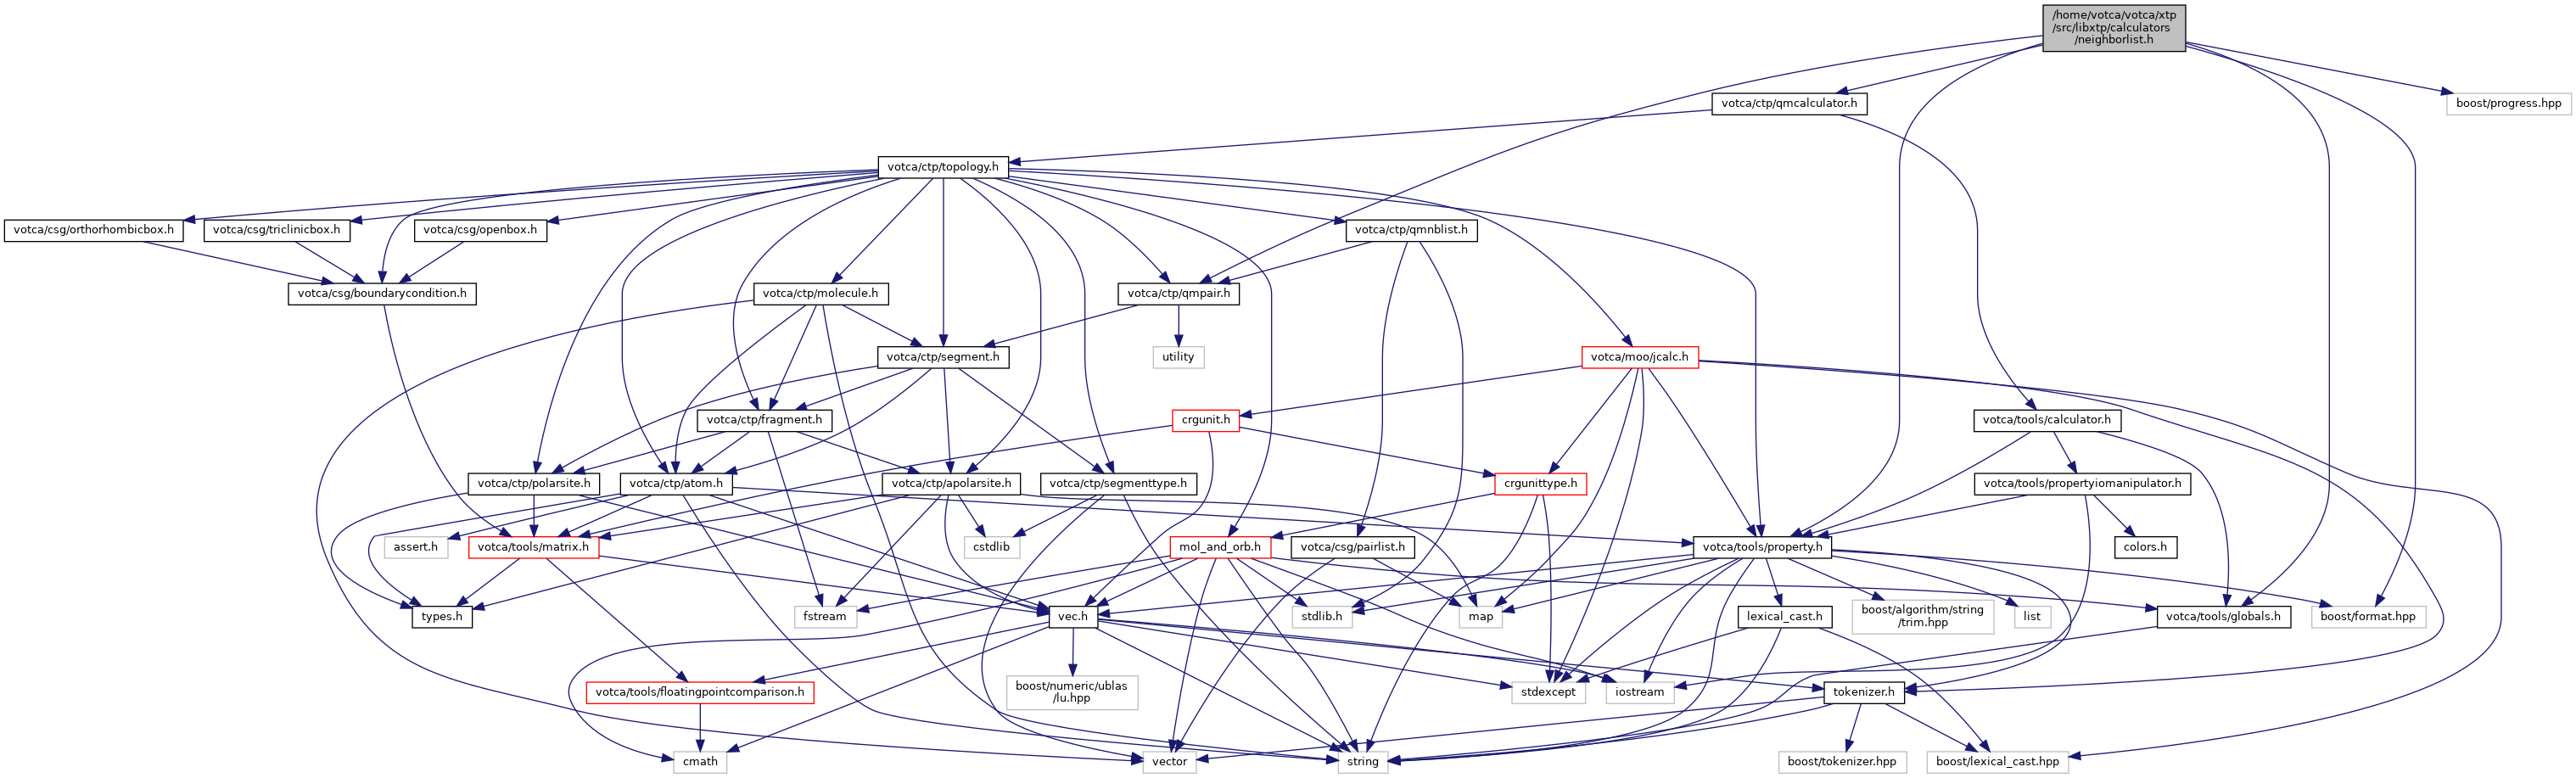 /home/votca/votca/xtp
/src/libxtp/calculators
/neighborlist.h
votca/ctp/qmcalculator.h
boost/progress.hpp
votca/ctp/topology.h
votca/csg/orthorhombicbox.h
votca/csg/triclinicbox.h
votca/csg/openbox.h
votca/ctp/qmnblist.h
votca/csg/boundarycondition.h
votca/ctp/molecule.h
votca/ctp/qmpair.h
votca/ctp/segment.h
utility
votca/moo/jcalc.h
votca/ctp/fragment.h
crgunit.h
votca/tools/calculator.h
votca/ctp/polarsite.h
votca/ctp/atom.h
votca/ctp/apolarsite.h
votca/ctp/segmenttype.h
crgunittype.h
votca/tools/propertyiomanipulator.h
assert.h
votca/tools/matrix.h
cstdlib
mol_and_orb.h
votca/csg/pairlist.h
votca/tools/property.h
colors.h
types.h
fstream
vec.h
stdlib.h
map
lexical_cast.h
boost/algorithm/string
/trim.hpp
list
votca/tools/globals.h
boost/format.hpp
votca/tools/floatingpointcomparison.h
boost/numeric/ublas
/lu.hpp
stdexcept
iostream
tokenizer.h
cmath
vector
string
boost/tokenizer.hpp
boost/lexical_cast.hpp